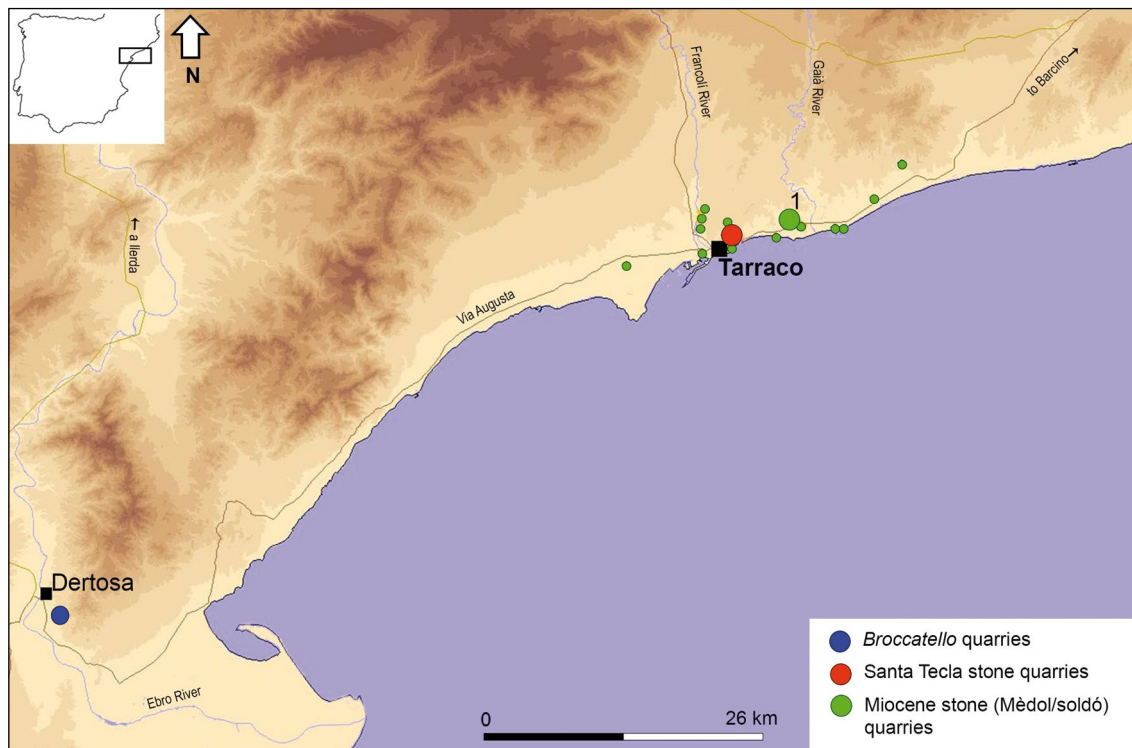 N
Francolí River
Gaià River
to Barcino→
1
← a Ilerda
Tarraco
Via Augusta
Dertosa
Ebro River
0 26 km
Broccatello quarries
Santa Tecla stone quarries
Miocene stone (Mèdol/soldó)
quarries